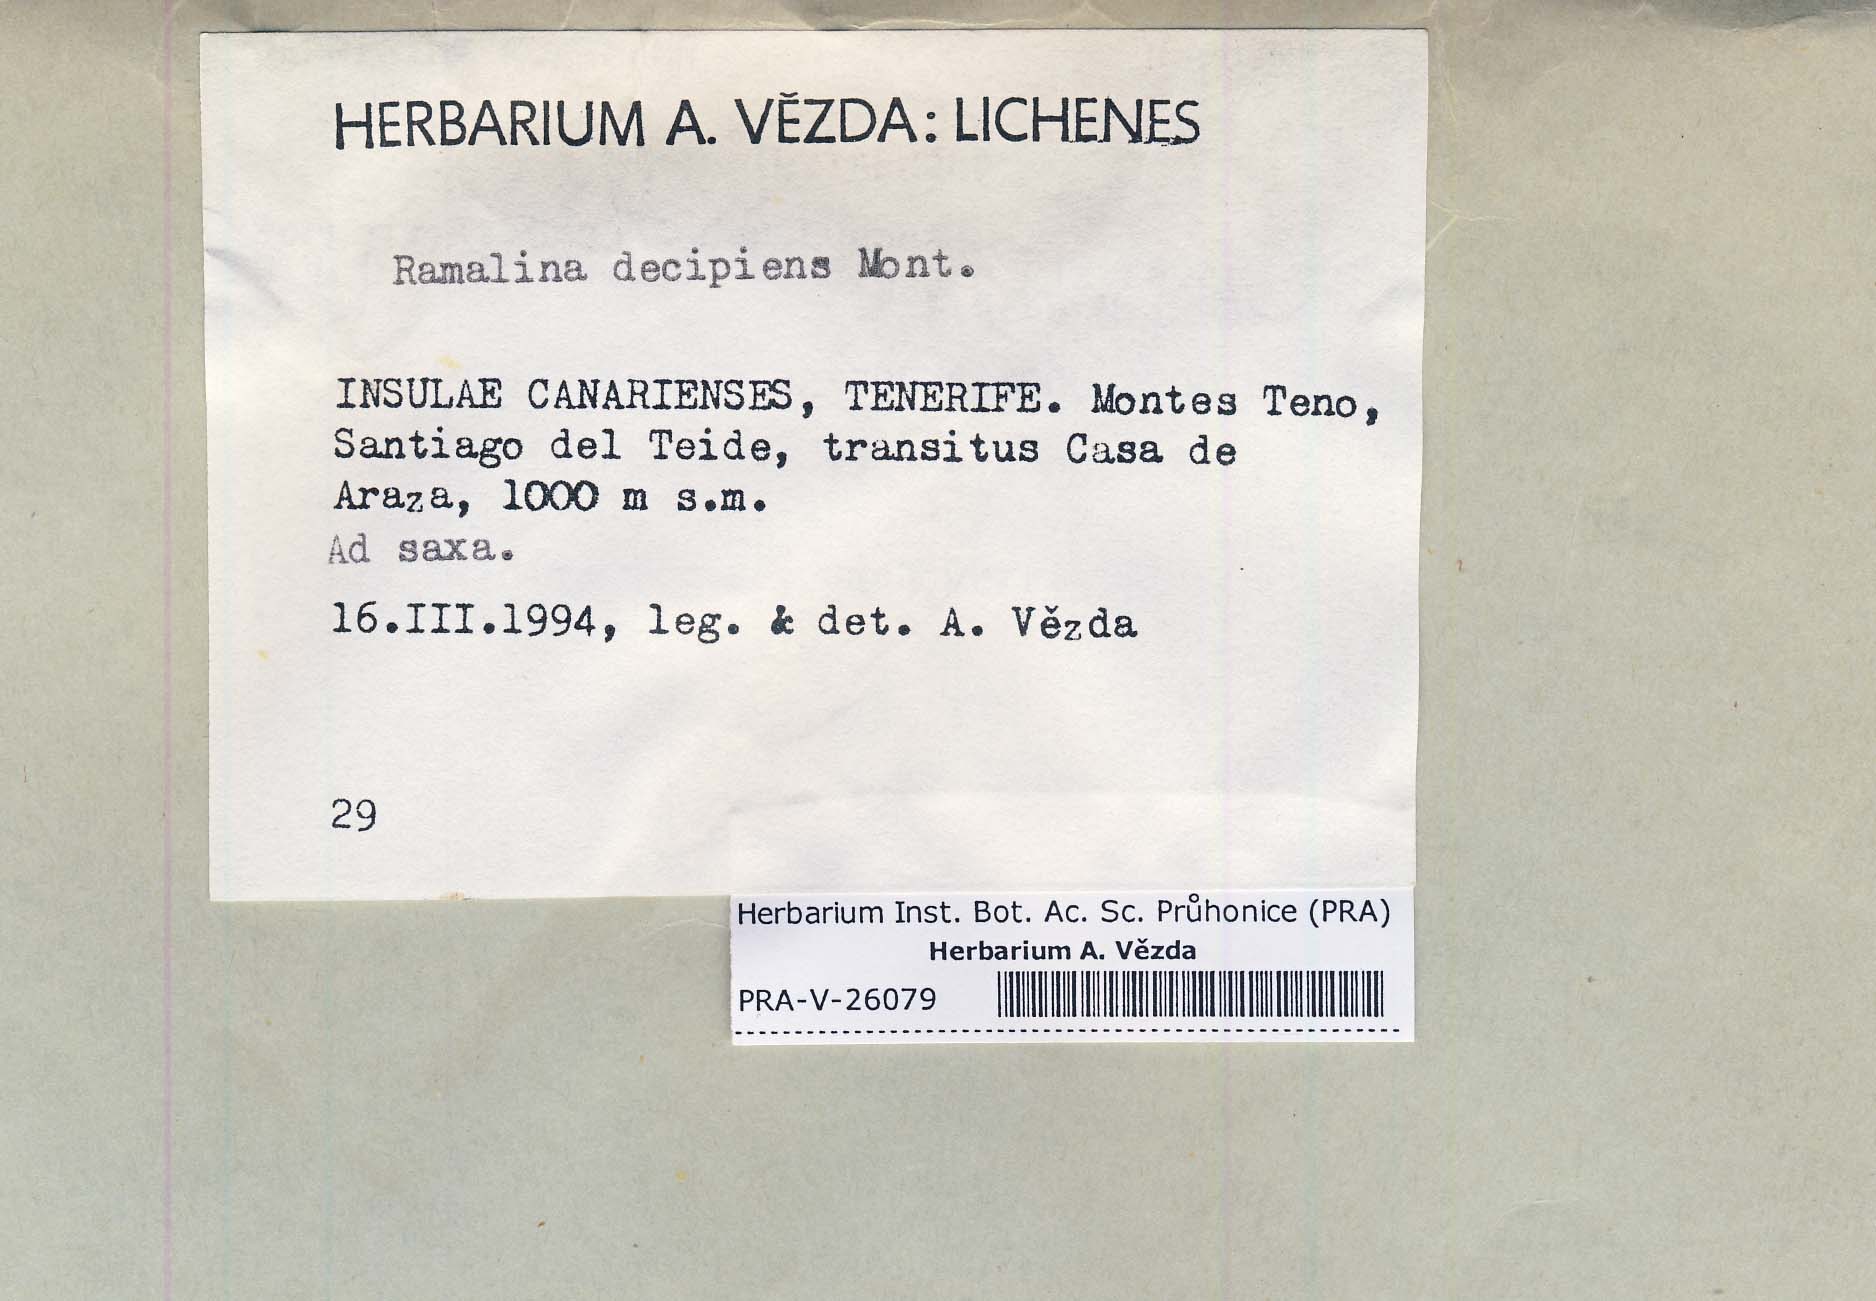 HERBARIUM A. VĚZDA: LICHENES
Ramalina decipiens Mont.
INSULAE CANARIENSES, TENERIFE. Montes Teno,
Santiago del Teide, transitus Casa de
Araza, 1000 m s.m.
Ad saxa.
16.III.1994, leg. & det. A. Vězda
29
Herbarium Inst. Bot. Ac. Sc. Průhonice (PRA)
Herbarium A. Vězda
PRA-V-26079